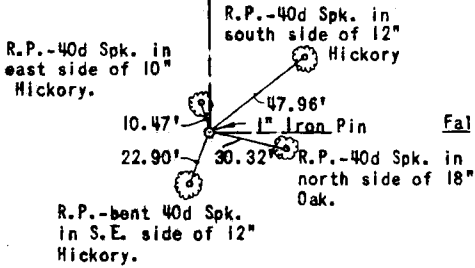 R.P.-40d Spk. in
south side of 12"
Hickory
R.P.-40d Spk. in
east side of 10"
Hickory.
47.96'
10.47'
1" Iron Pin
Fal
22.90'
30.32'
R.P.-40d Spk. in
north side of 18"
Oak.
R.P.-bent 40d Spk.
in S.E. side of 12"
Hickory.